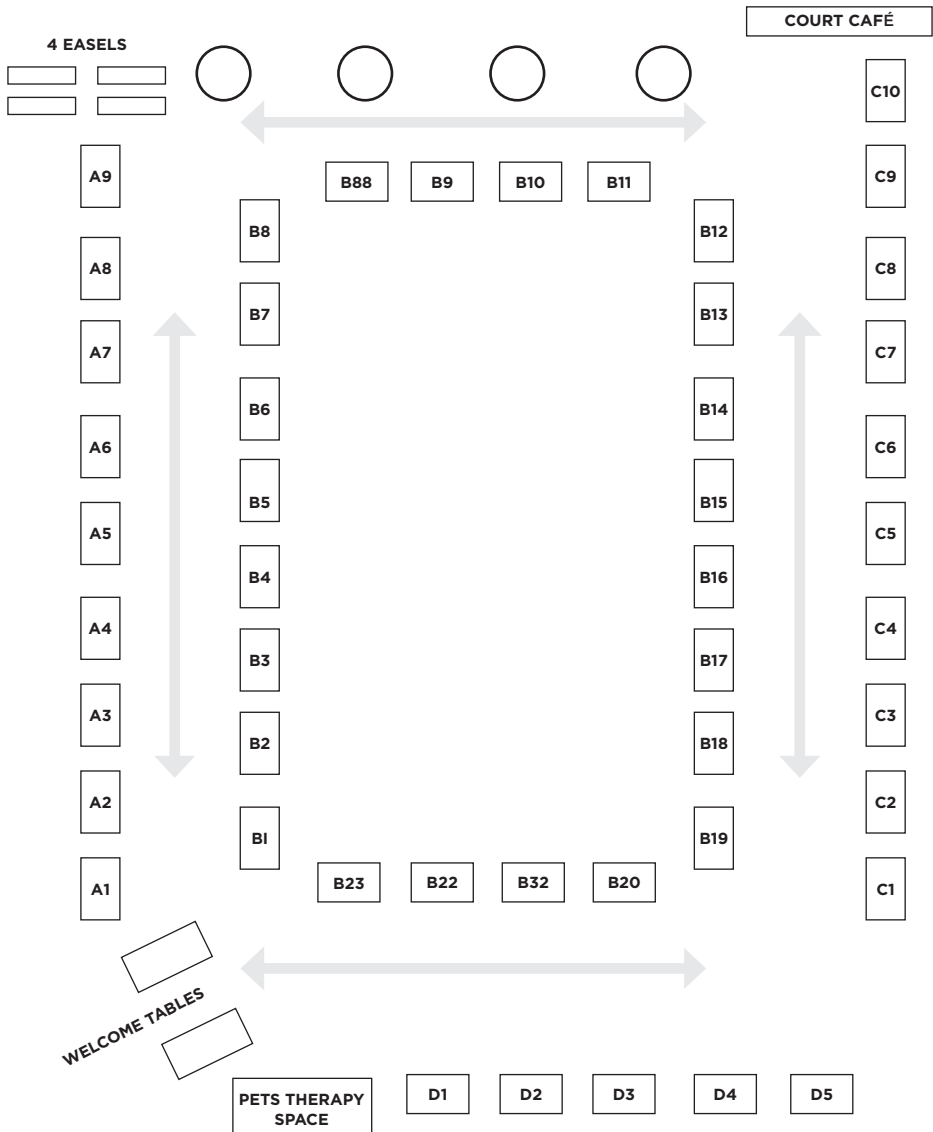 COURT CAFÉ
4 EASELS
C10
A9
B88
B9
B10
B11
C9
B8
B12
A8
C8
B7
B13
A7
C7
B6
B14
A6
C6
B5
B15
A5
C5
B4
B16
A4
C4
B3
B17
A3
C3
B2
B18
A2
C2
BI
B19
A1
B23
B22
B32
B20
C1
WELCOME TABLES
PETS THERAPY
SPACE
D1
D2
D3
D4
D5